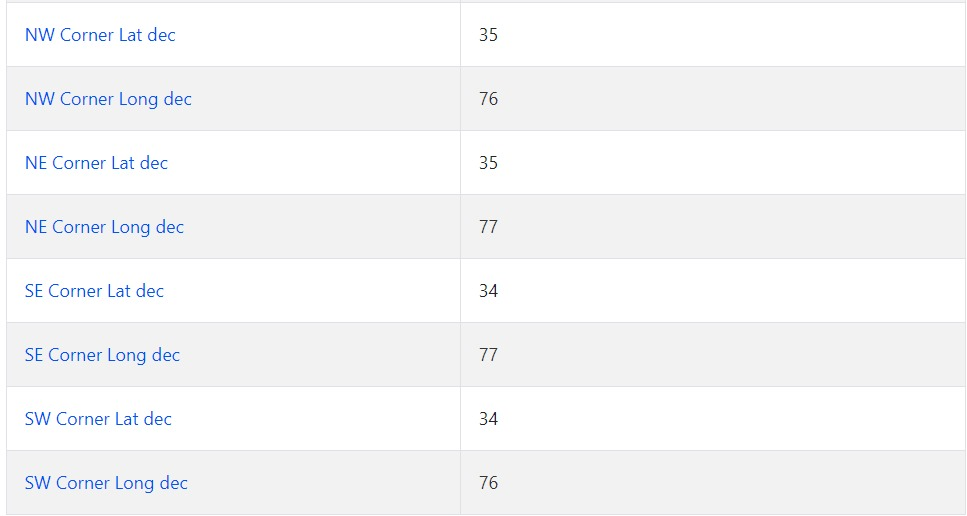 NW Corner Lat dec 35
NW Corner Long dec 76
NE Corner Lat dec 35
NE Corner Long dec 77
SE Corner Lat dec 34
SE Corner Long dec 77
SW Corner Lat dec 34
SW Corner Long dec 76